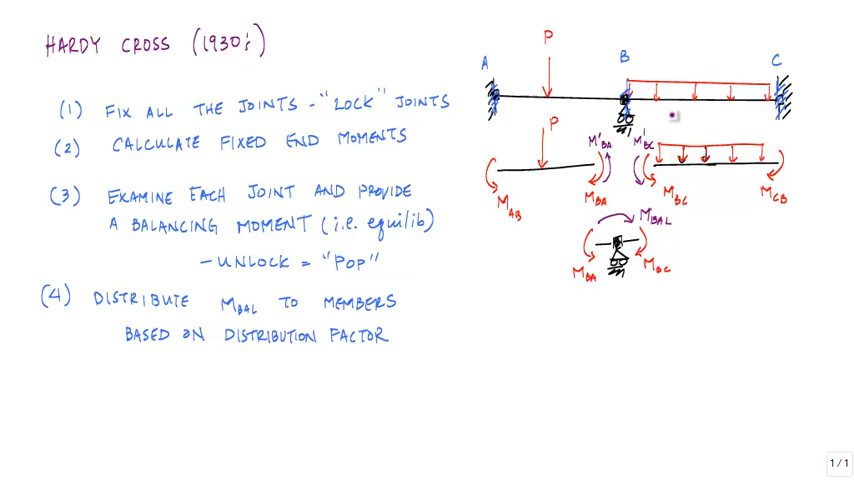 HARDY CROSS (1930's)
(1) FIX ALL THE JOINTS - "LOCK" JOINTS
(2) CALCULATE FIXED END MOMENTS
(3) EXAMINE EACH JOINT AND PROVIDE
A BALANCING MOMENT (i.e. equilib)
- UNLOCK = "POP"
(4) DISTRIBUTE MBAL TO MEMBERS
BASED ON DISTRIBUTION FACTOR
P
A B C
P M'BA M'BC
MAB MBA MBC MCB
MBAL
MBA MBC
1 / 1